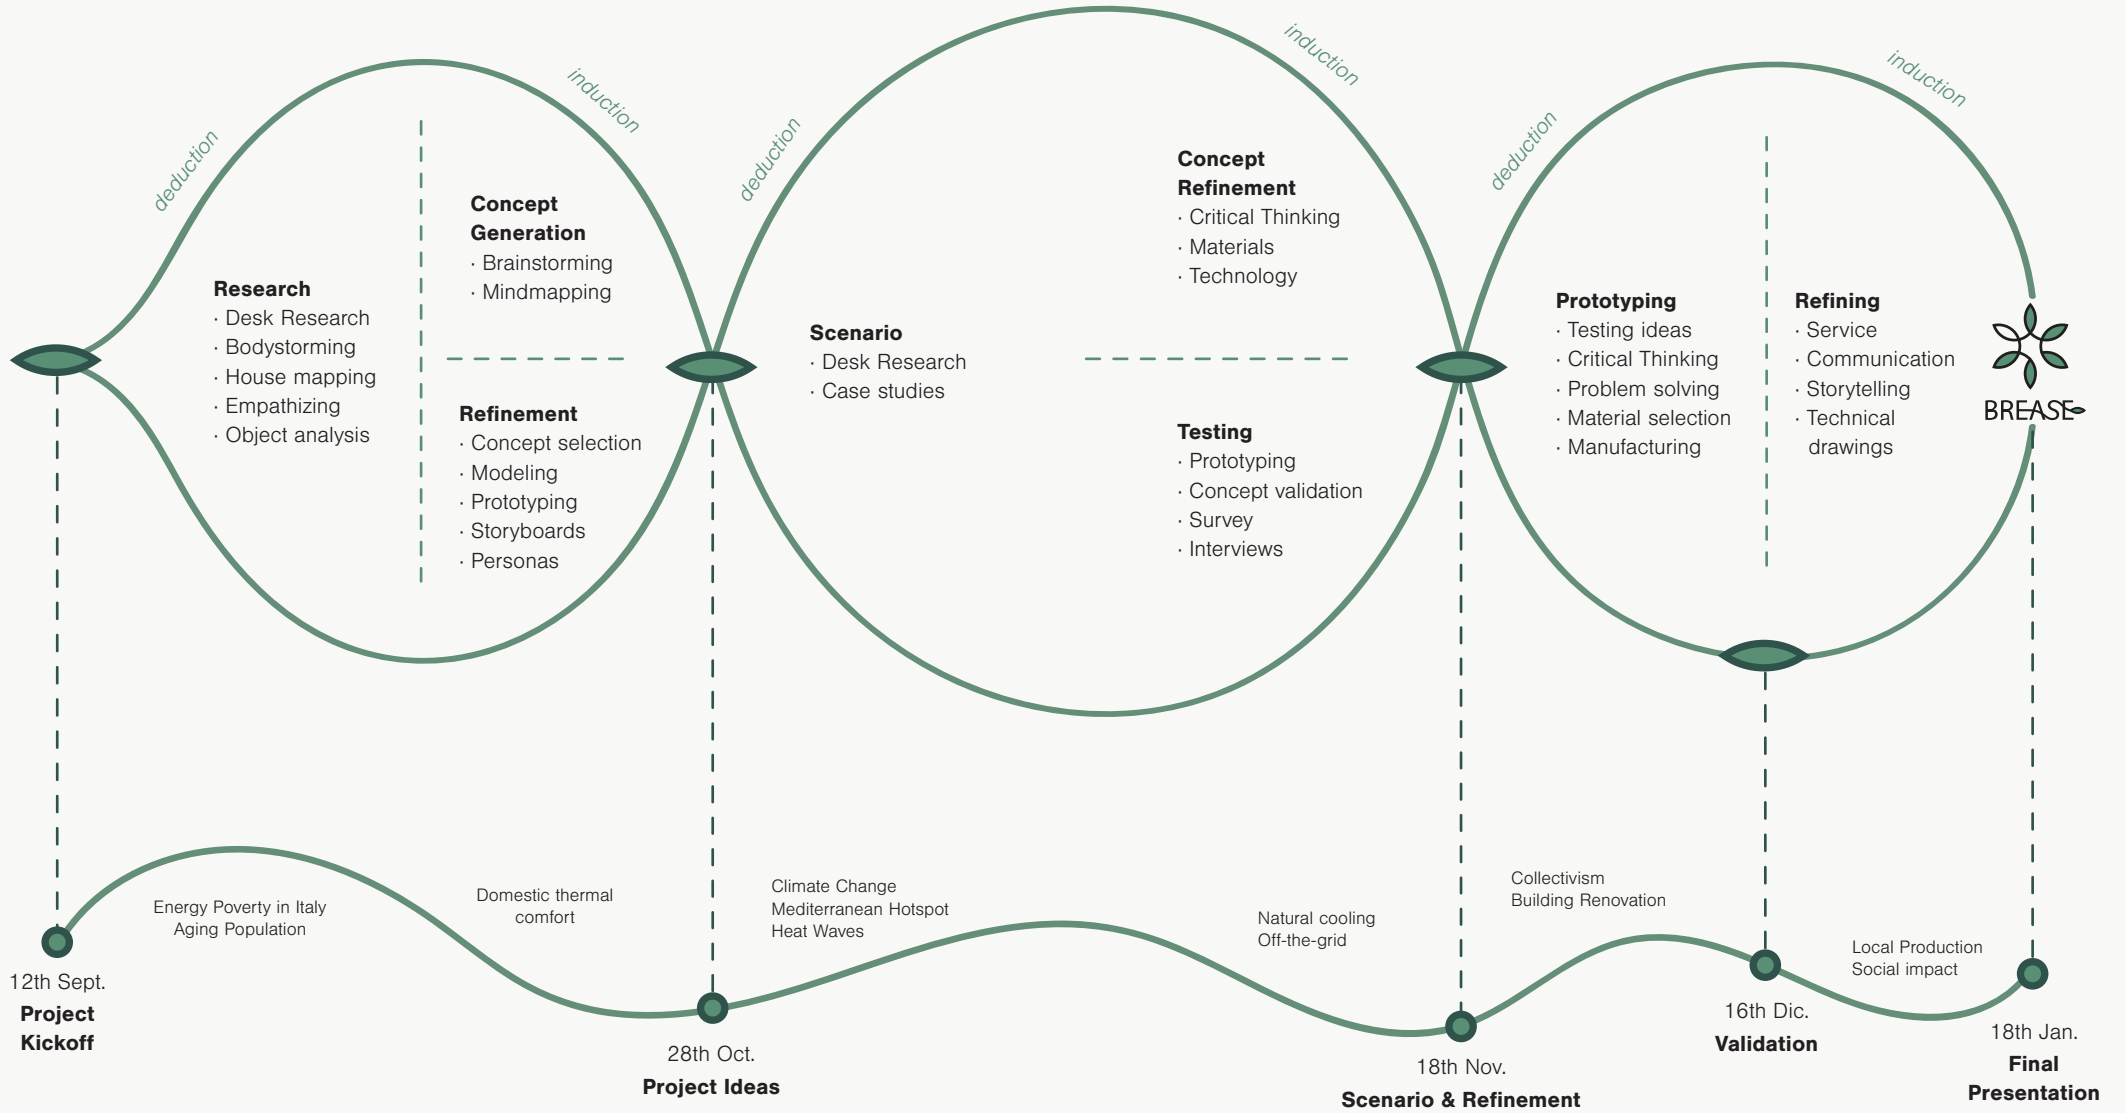 deduction
induction
Research
· Desk Research
· Bodystorming
· House mapping
· Empathizing
· Object analysis
Concept
Generation
· Brainstorming
· Mindmapping
Refinement
· Concept selection
· Modeling
· Prototyping
· Storyboards
· Personas
deduction
induction
Scenario
· Desk Research
· Case studies
Concept
Refinement
· Critical Thinking
· Materials
· Technology
Testing
· Prototyping
· Concept validation
· Survey
· Interviews
deduction
induction
Prototyping
· Testing ideas
· Critical Thinking
· Problem solving
· Material selection
· Manufacturing
Refining
· Service
· Communication
· Storytelling
· Technical
drawings
BREASE
Energy Poverty in Italy
Aging Population
Domestic thermal
comfort
Climate Change
Mediterranean Hotspot
Heat Waves
Natural cooling
Off-the-grid
Collectivism
Building Renovation
Local Production
Social impact
12th Sept.
Project
Kickoff
28th Oct.
Project Ideas
18th Nov.
Scenario & Refinement
16th Dic.
Validation
18th Jan.
Final
Presentation